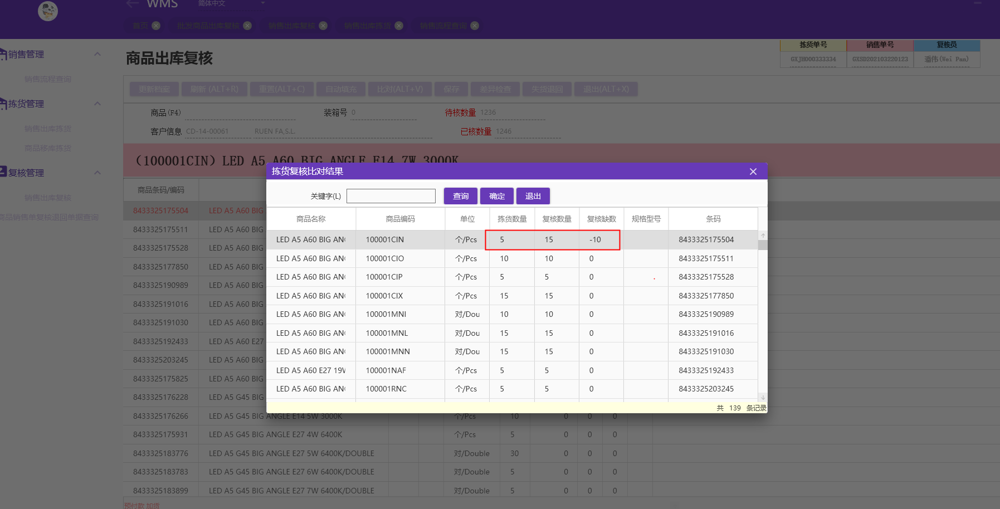 WMS 简体中文
首页 批发商品出库复核 销售出库复核 销售出库拣货 销售流程查询
销售管理
销售流程查询
拣货管理
销售出库拣货
商品移库拣货
复核管理
销售出库复核
商品销售单复核退回单据查询
商品出库复核
拣货单号 销售单号 复核员
GXJH000333334 GXSD202103220123 潘伟(Wei Pan)
更新档案 刷新 (ALT+R) 重置(ALT+C) 自动填充 比对(ALT+V) 保存 差异检查 失货退回 退出(ALT+X)
商品(F4) 装箱号 0 待核数量 1236
客户信息 CD-14-00061 RUEN FA,S.L. 已核数量 1246
（100001CIN）LED A5 A60 BIG ANGLE E14 7W 3000K
商品条码/编码
8433325175504 LED A5 A60 BIG
8433325175511 LED A5 A60 BIG
8433325175528 LED A5 A60 BIG
8433325177850 LED A5 A60 BIG
8433325190989 LED A5 A60 BIG
8433325191016 LED A5 A60 BIG
8433325191030 LED A5 A60 BIG
8433325192433 LED A5 A60 E27
8433325203245 LED A5 A60 BIG
8433325175825 LED A5 A60 BIG
8433325176228 LED A5 G45 BIG
8433325176266 LED A5 G45 BIG ANGLE E14 5W 3000K 个/Pcs 10 0 0 0
8433325175931 LED A5 G45 BIG ANGLE E27 4W 6400K 个/Pcs 5 0 0 0
8433325183776 LED A5 G45 BIG ANGLE E27 5W 6400K/DOUBLE 对/Double 30 0 0 0
8433325183783 LED A5 G45 BIG ANGLE E27 6W 6400K/DOUBLE 对/Double 5 0 0 0
8433325183899 LED A5 G45 BIG ANGLE E27 7W 6400K/DOUBLE 对/Double 5 0 0 0
预付款 加货
拣货复核比对结果
关键字(L) 查询 确定 退出
商品名称 商品编码 单位 拣货数量 复核数量 复核缺数 规格型号 条码
LED A5 A60 BIG AN 100001CIN 个/Pcs 5 15 -10 8433325175504
LED A5 A60 BIG AN 100001CIO 个/Pcs 10 10 0 8433325175511
LED A5 A60 BIG AN 100001CIP 个/Pcs 5 5 0 8433325175528
LED A5 A60 BIG AN 100001CIX 个/Pcs 15 15 0 8433325177850
LED A5 A60 BIG AN 100001MNI 对/Dou 10 10 0 8433325190989
LED A5 A60 BIG AN 100001MNL 对/Dou 15 15 0 8433325191016
LED A5 A60 BIG AN 100001MNN 对/Dou 15 15 0 8433325191030
LED A5 A60 E27 19W 100001NAF 个/Pcs 5 5 0 8433325192433
LED A5 A60 BIG AN 100001RNC 个/Pcs 5 5 0 8433325203245
共 139 条记录